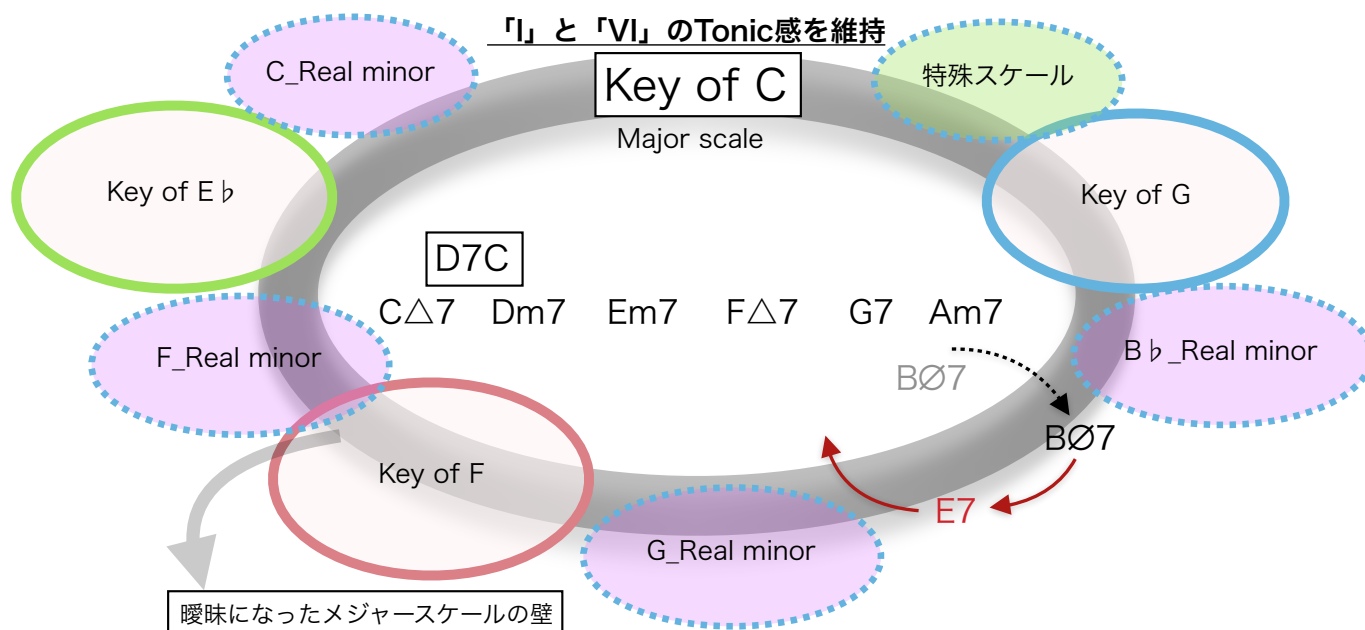 「I」と「VI」のTonic感を維持
C_Real minor
Key of C
特殊スケール
Major scale
Key of E♭
Key of G
D7C
C△7 Dm7 Em7 F△7 G7 Am7
F_Real minor
B♭_Real minor
BØ7
BØ7
Key of F
E7
G_Real minor
曖昧になったメジャースケールの壁